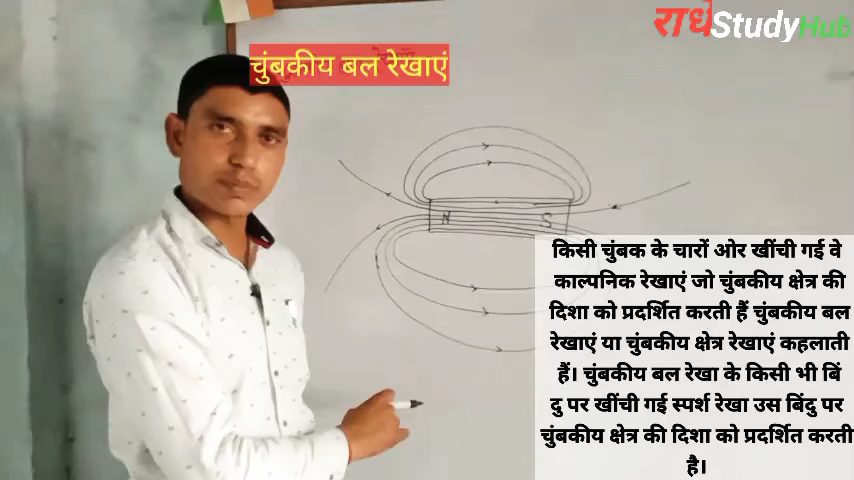 राधे StudyHub
चुंबकीय बल रेखाएं
N S
किसी चुंबक के चारों ओर खींची गई वे
काल्पनिक रेखाएं जो चुंबकीय क्षेत्र की
दिशा को प्रदर्शित करती हैं चुंबकीय बल
रेखाएं या चुंबकीय क्षेत्र रेखाएं कहलाती
हैं। चुंबकीय बल रेखा के किसी भी बिं
दु पर खींची गई स्पर्श रेखा उस बिंदु पर
चुंबकीय क्षेत्र की दिशा को प्रदर्शित करती
है।